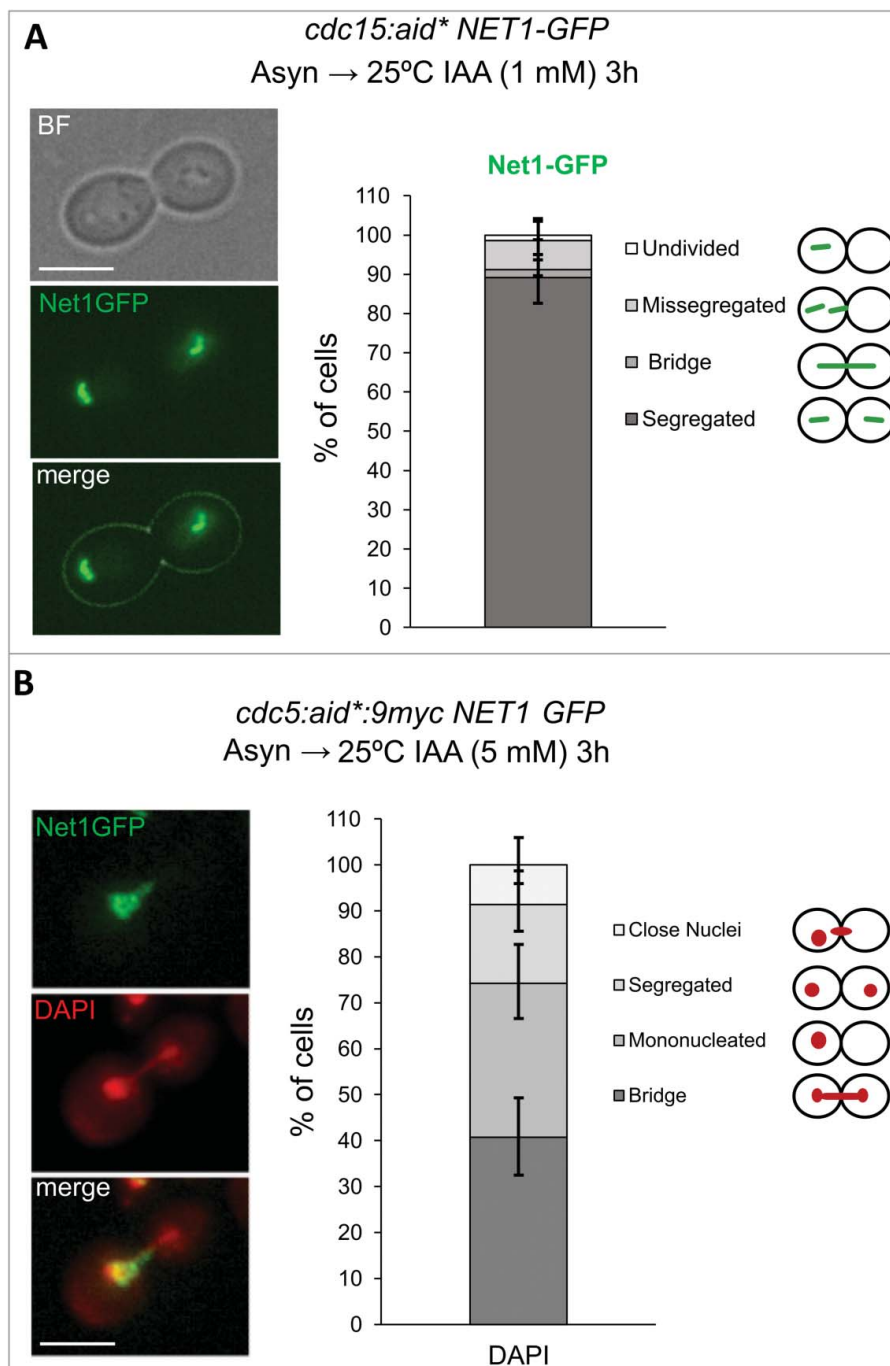 A
cdc15:aid* NET1-GFP
Asyn → 25ºC IAA (1 mM) 3h
BF
Net1GFP
merge
Net1-GFP
% of cells
110
100
90
80
70
60
50
40
30
20
10
0
Undivided
Missegregated
Bridge
Segregated
B
cdc5:aid*:9myc NET1 GFP
Asyn → 25ºC IAA (5 mM) 3h
Net1GFP
DAPI
merge
% of cells
110
100
90
80
70
60
50
40
30
20
10
0
DAPI
Close Nuclei
Segregated
Mononucleated
Bridge